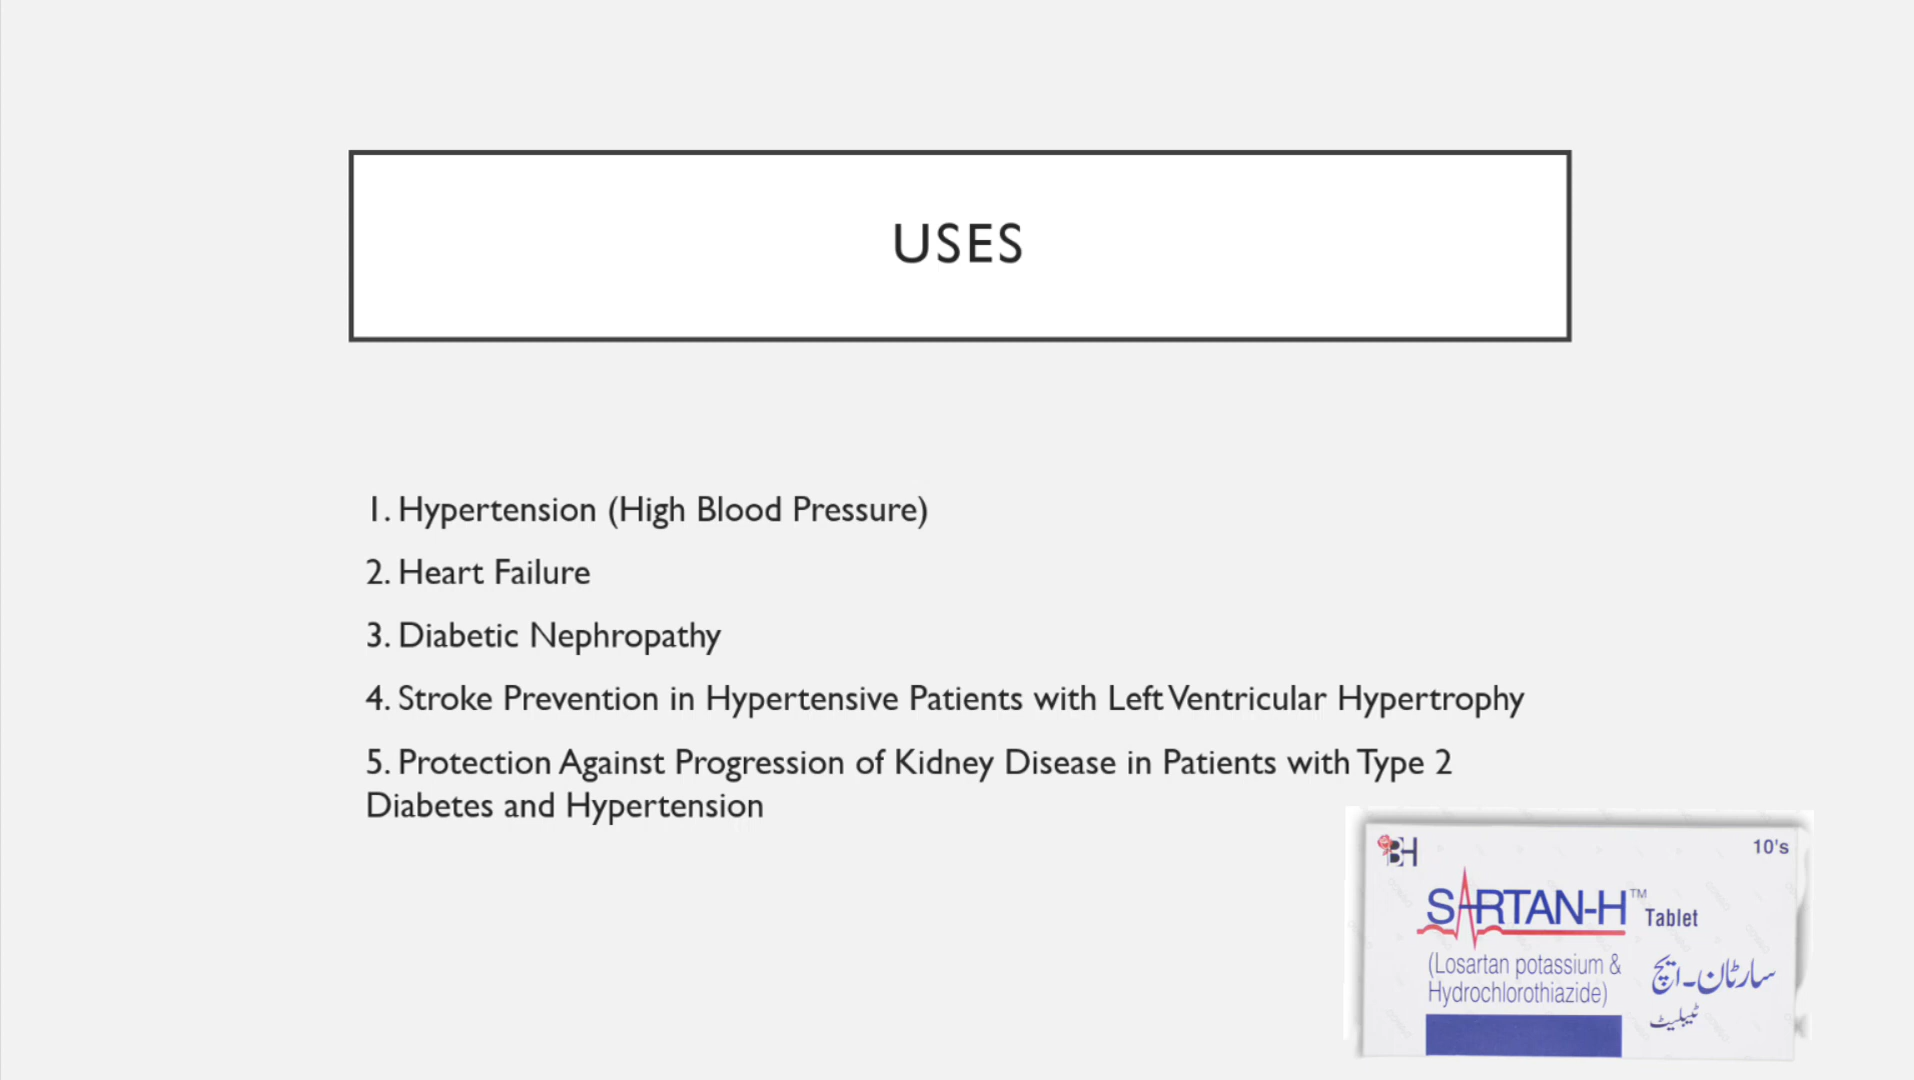 USES
1. Hypertension (High Blood Pressure)
2. Heart Failure
3. Diabetic Nephropathy
4. Stroke Prevention in Hypertensive Patients with Left Ventricular Hypertrophy
5. Protection Against Progression of Kidney Disease in Patients with Type 2
Diabetes and Hypertension
BH
10's
SARTAN-H™ Tablet
(Losartan potassium &
Hydrochlorothiazide)
سارٹان۔ایچ
ٹیبلیٹ